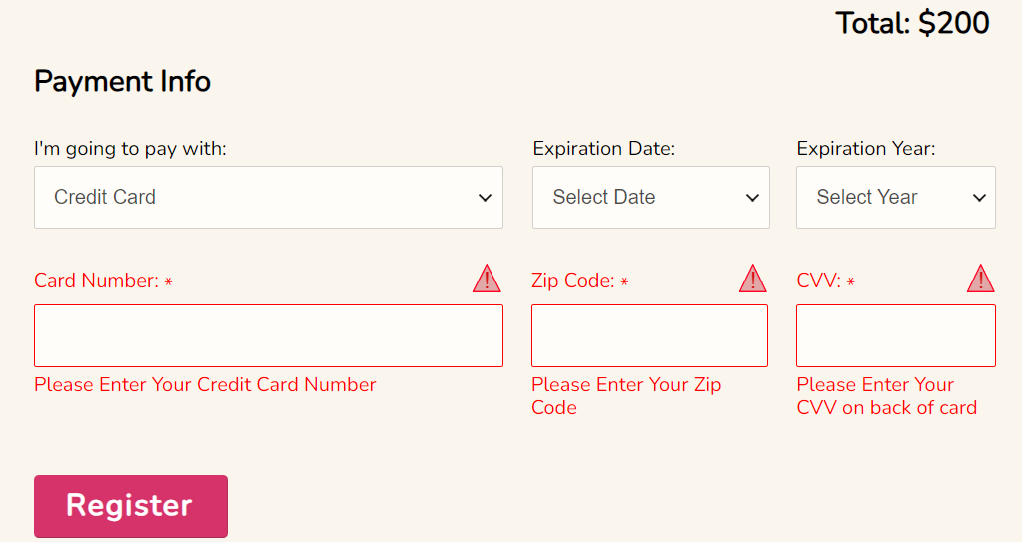 Total: $200
Payment Info
I'm going to pay with:
Expiration Date:
Expiration Year:
Credit Card
Select Date
Select Year
Card Number: *
Zip Code: *
CVV: *
Please Enter Your Credit Card Number
Please Enter Your Zip
Code
Please Enter Your
CVV on back of card
Register